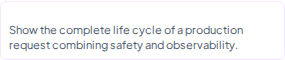 Show the complete life cycle of a production
request combining safety and observability.